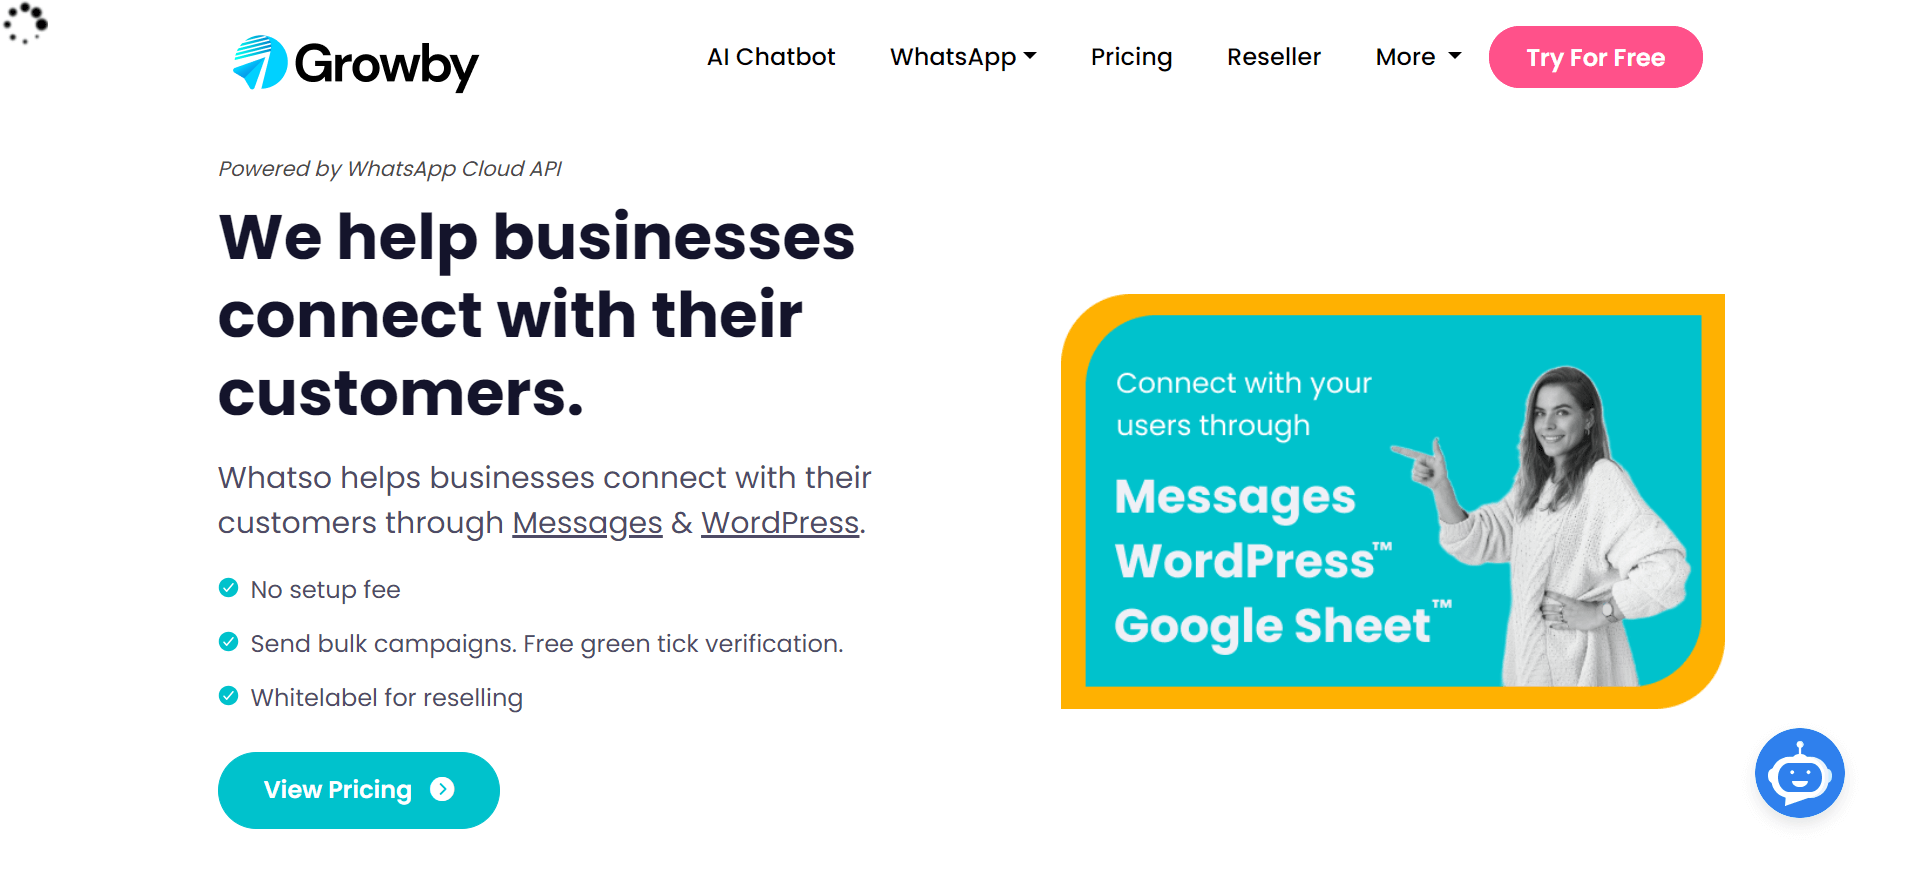 Growby
AI Chatbot
WhatsApp
Pricing
Reseller
More
Try For Free
Powered by WhatsApp Cloud API
We help businesses
connect with their
customers.
Whatso helps businesses connect with their
customers through Messages & WordPress.
No setup fee
Send bulk campaigns. Free green tick verification.
Whitelabel for reselling
View Pricing
Connect with your
users through
Messages
WordPress™
Google Sheet™